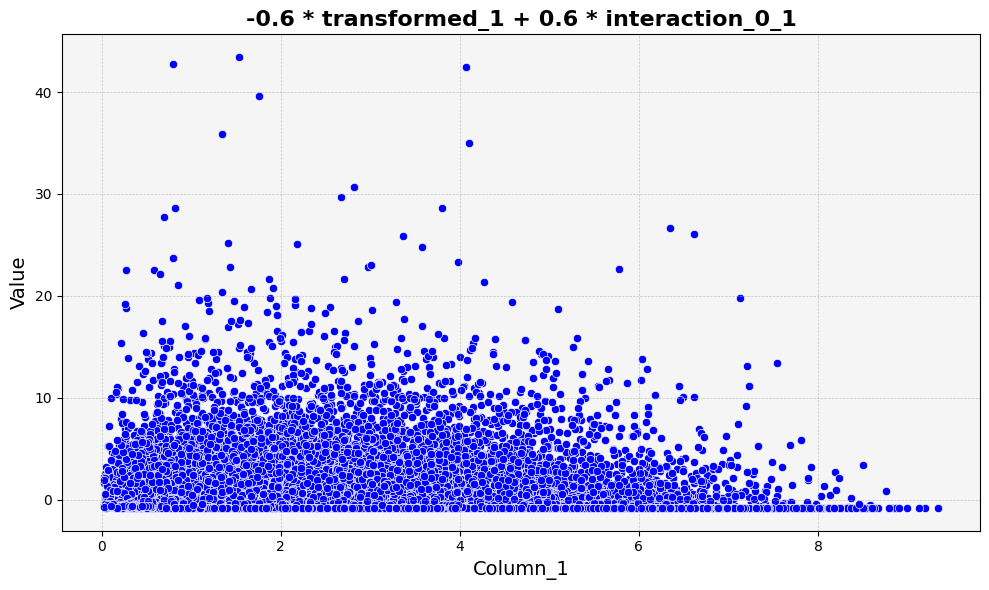 -0.6 * transformed_1 + 0.6 * interaction_0_1
Value
40
30
20
10
0
0 2 4 6 8
Column_1